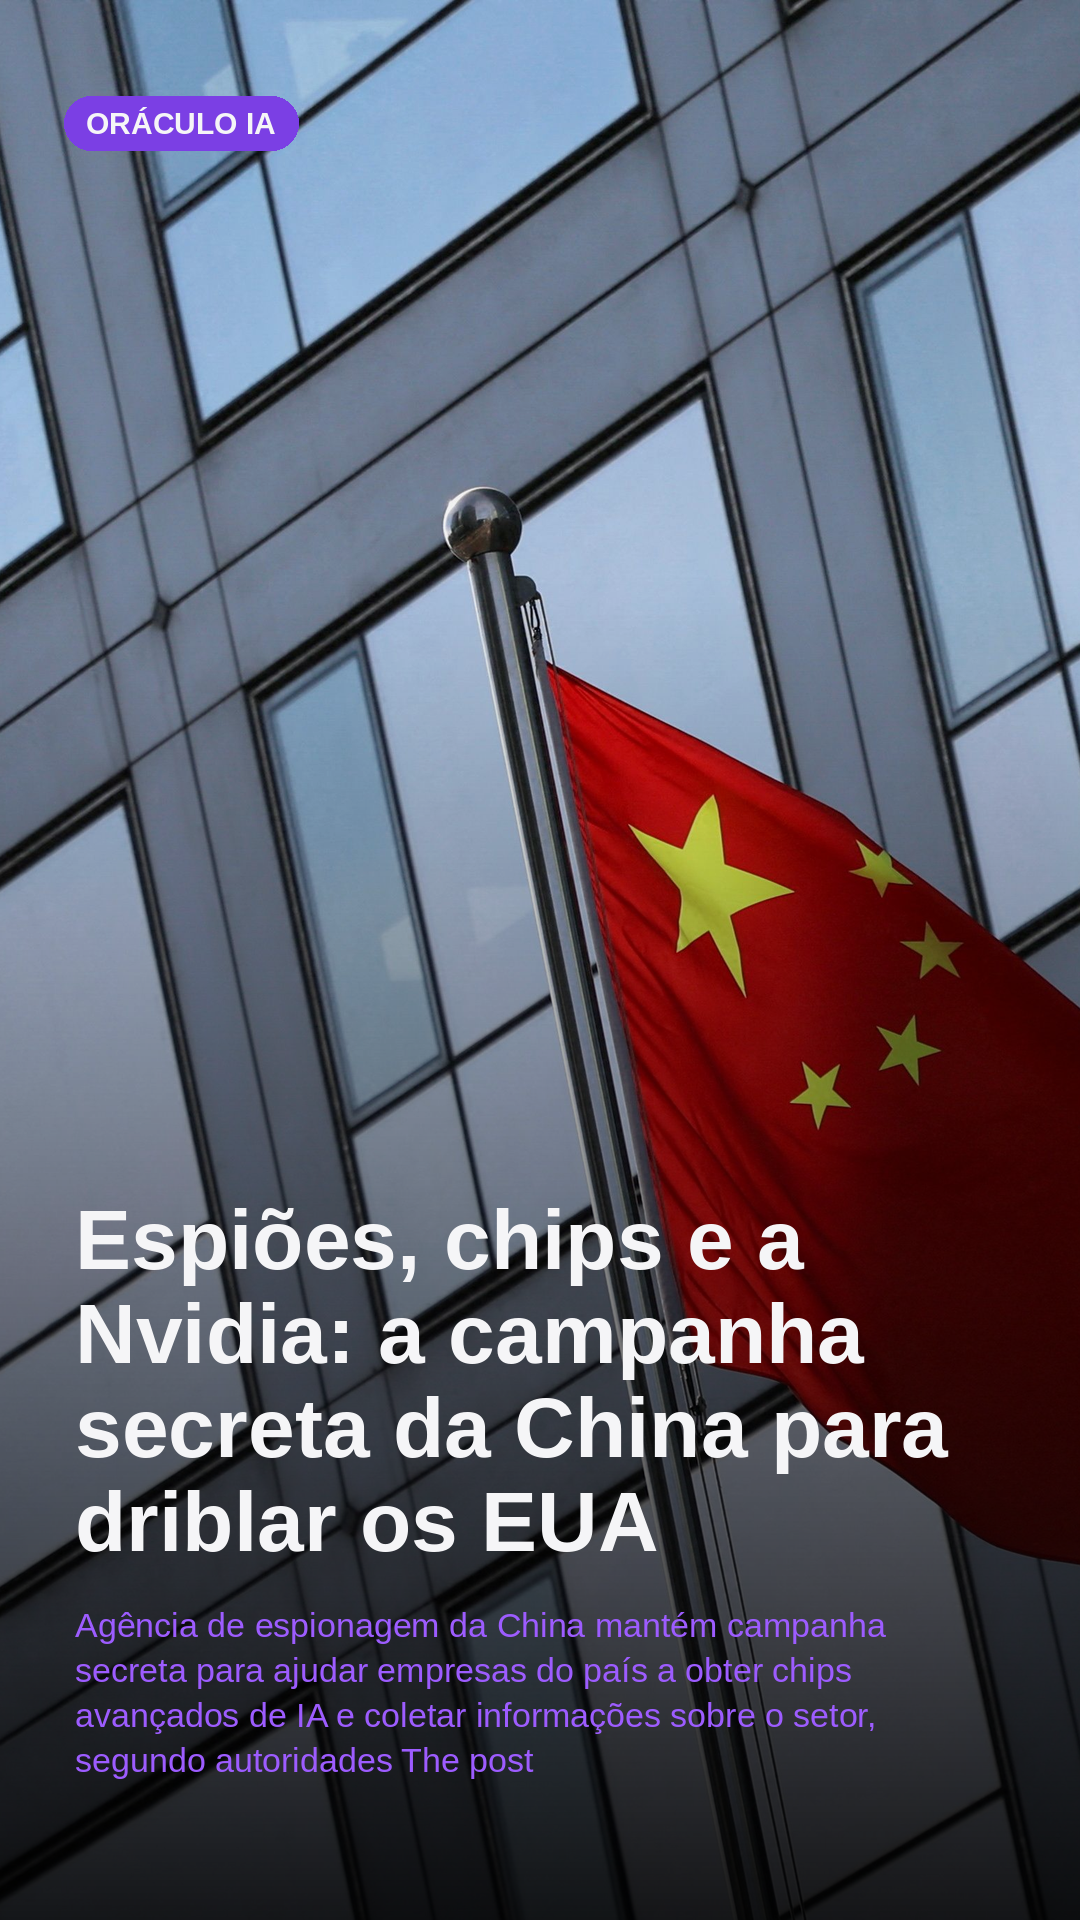 ORÁCULO IA
Espiões, chips e a
Nvidia: a campanha
secreta da China para
driblar os EUA
Agência de espionagem da China mantém campanha
secreta para ajudar empresas do país a obter chips
avançados de IA e coletar informações sobre o setor,
segundo autoridades The post